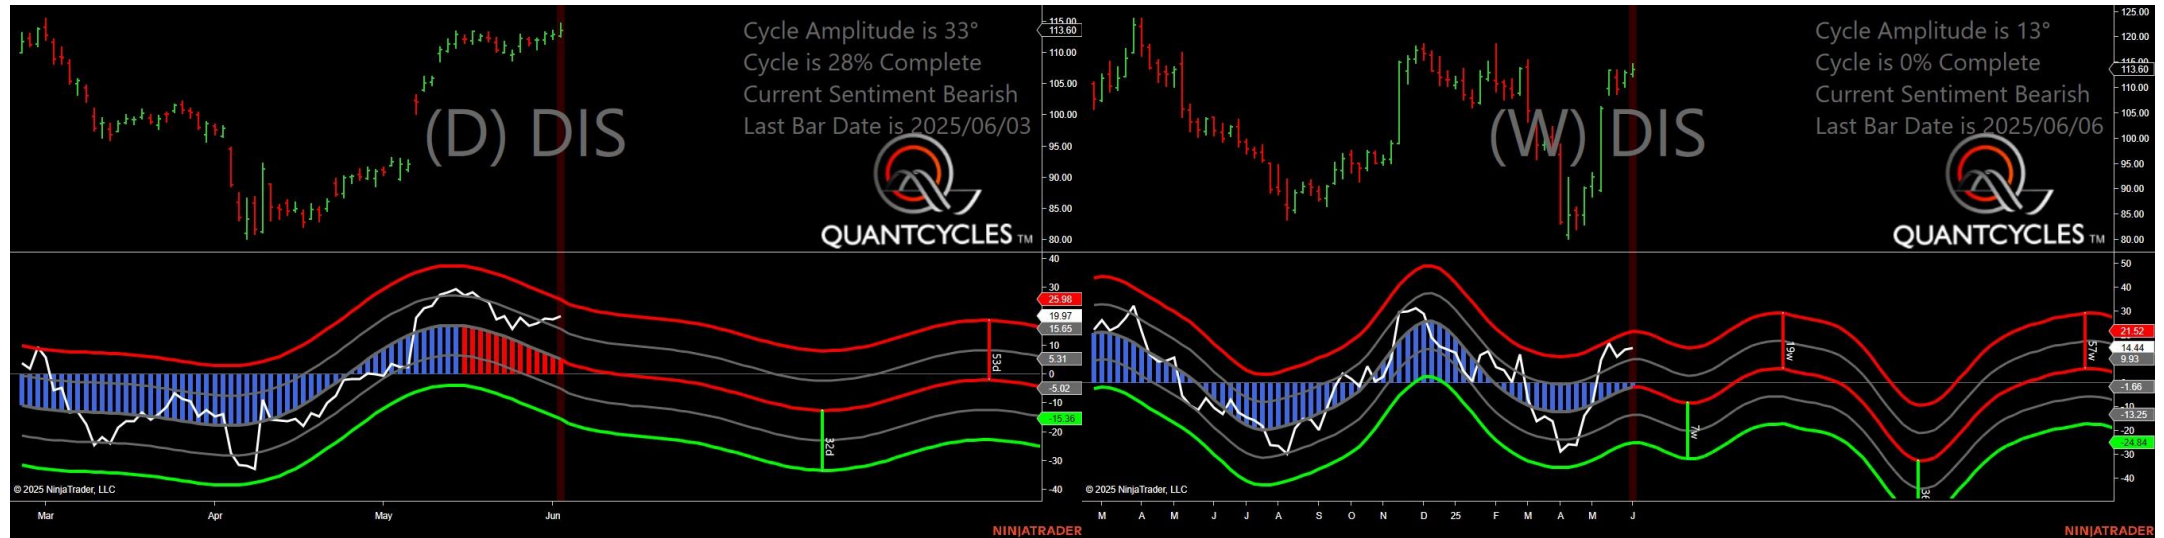 Cycle Amplitude is 33°
Cycle is 28% Complete
Current Sentiment Bearish
Last Bar Date is 2025/06/03
(D) DIS
QUANTCYCLES TM
115.00
113.60
110.00
105.00
100.00
95.00
90.00
85.00
80.00
40
30
25.98
19.97
15.65
10
5.31
0
-5.02
-10
-15.36
-20
-30
-40
32d
53d
© 2025 NinjaTrader, LLC
Mar Apr May Jun
NINJATRADER
Cycle Amplitude is 13°
Cycle is 0% Complete
Current Sentiment Bearish
Last Bar Date is 2025/06/06
(W) DIS
QUANTCYCLES TM
125.00
120.00
115.00
113.60
110.00
105.00
100.00
95.00
90.00
85.00
80.00
50
40
30
21.52
14.44
9.93
-1.66
-10
-13.25
-20
-24.84
-30
-40
7w
19w
57w
© 2025 NinjaTrader, LLC
M A M J J A S O N D 25 F M A M J
NINJATRADER